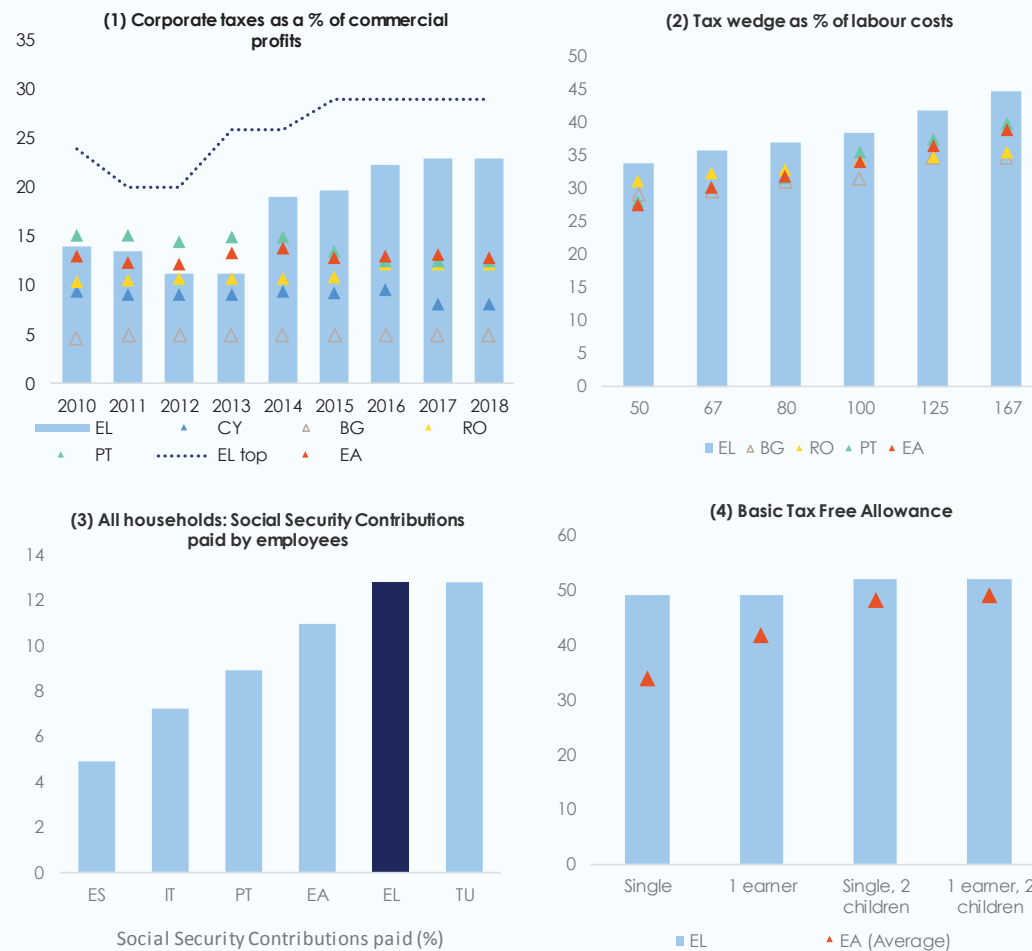 (1) Corporate taxes as a % of commercial
profits
35
30
25
20
15
10
5
0
2010 2011 2012 2013 2014 2015 2016 2017 2018
EL CY BG RO
PT EL top EA
(2) Tax wedge as % of labour costs
50
45
40
35
30
25
20
15
10
5
0
50 67 80 100 125 167
EL BG RO PT EA
(3) All households: Social Security Contributions
paid by employees
14
12
10
8
6
4
2
0
ES IT PT EA EL TU
Social Security Contributions paid (%)
(4) Basic Tax Free Allowance
60
50
40
30
20
10
0
Single 1 earner Single, 2 1 earner, 2
children children
EL EA (Average)